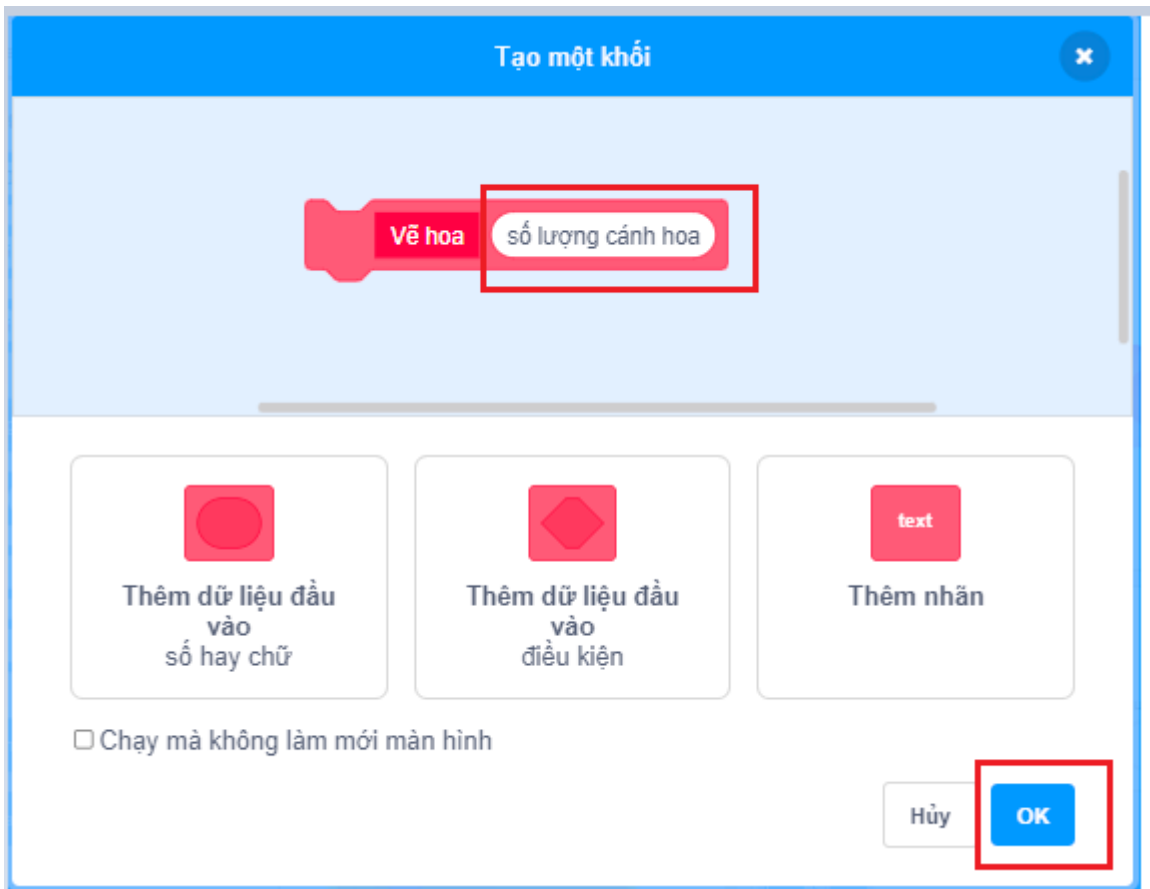 Tạo một khối
Vẽ hoa số lượng cánh hoa
Thêm dữ liệu đầu
vào
số hay chữ
Thêm dữ liệu đầu
vào
điều kiện
text
Thêm nhãn
Chạy mà không làm mới màn hình
Hủy OK